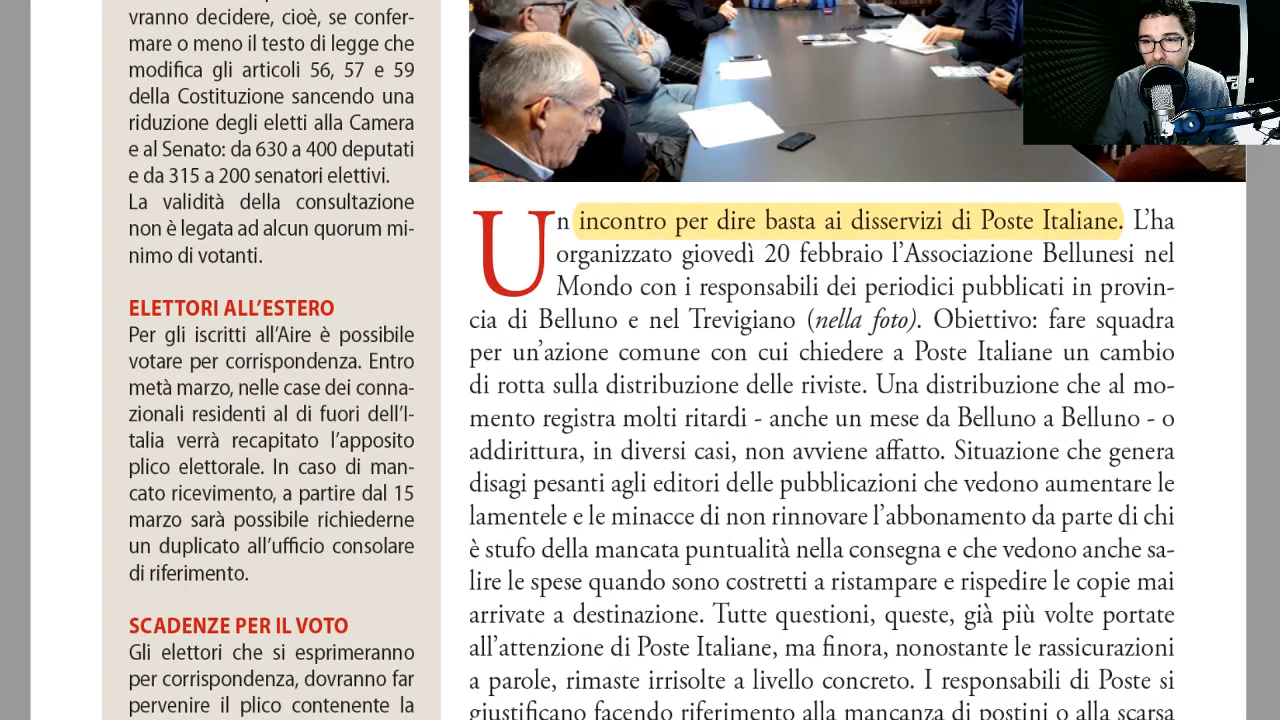 vranno decidere, cioè, se confer-
mare o meno il testo di legge che
modifica gli articoli 56, 57 e 59
della Costituzione sancendo una
riduzione degli eletti alla Camera
e al Senato: da 630 a 400 deputati
e da 315 a 200 senatori elettivi.
La validità della consultazione
non è legata ad alcun quorum mi-
nimo di votanti.
ELETTORI ALL’ESTERO
Per gli iscritti all’Aire è possibile
votare per corrispondenza. Entro
metà marzo, nelle case dei conna-
zionali residenti al di fuori dell’I-
talia verrà recapitato l’apposito
plico elettorale. In caso di man-
cato ricevimento, a partire dal 15
marzo sarà possibile richiederne
un duplicato all’ufficio consolare
di riferimento.
SCADENZE PER IL VOTO
Gli elettori che si esprimeranno
per corrispondenza, dovranno far
pervenire il plico contenente la
Un incontro per dire basta ai disservizi di Poste Italiane. L’ha
organizzato giovedì 20 febbraio l’Associazione Bellunesi nel
Mondo con i responsabili dei periodici pubblicati in provin-
cia di Belluno e nel Trevigiano (nella foto). Obiettivo: fare squadra
per un’azione comune con cui chiedere a Poste Italiane un cambio
di rotta sulla distribuzione delle riviste. Una distribuzione che al mo-
mento registra molti ritardi - anche un mese da Belluno a Belluno - o
addirittura, in diversi casi, non avviene affatto. Situazione che genera
disagi pesanti agli editori delle pubblicazioni che vedono aumentare le
lamentele e le minacce di non rinnovare l’abbonamento da parte di chi
è stufo della mancata puntualità nella consegna e che vedono anche sa-
lire le spese quando sono costretti a ristampare e rispedire le copie mai
arrivate a destinazione. Tutte questioni, queste, già più volte portate
all’attenzione di Poste Italiane, ma finora, nonostante le rassicurazioni
a parole, rimaste irrisolte a livello concreto. I responsabili di Poste si
giustificano facendo riferimento alla mancanza di postini o alla scarsa